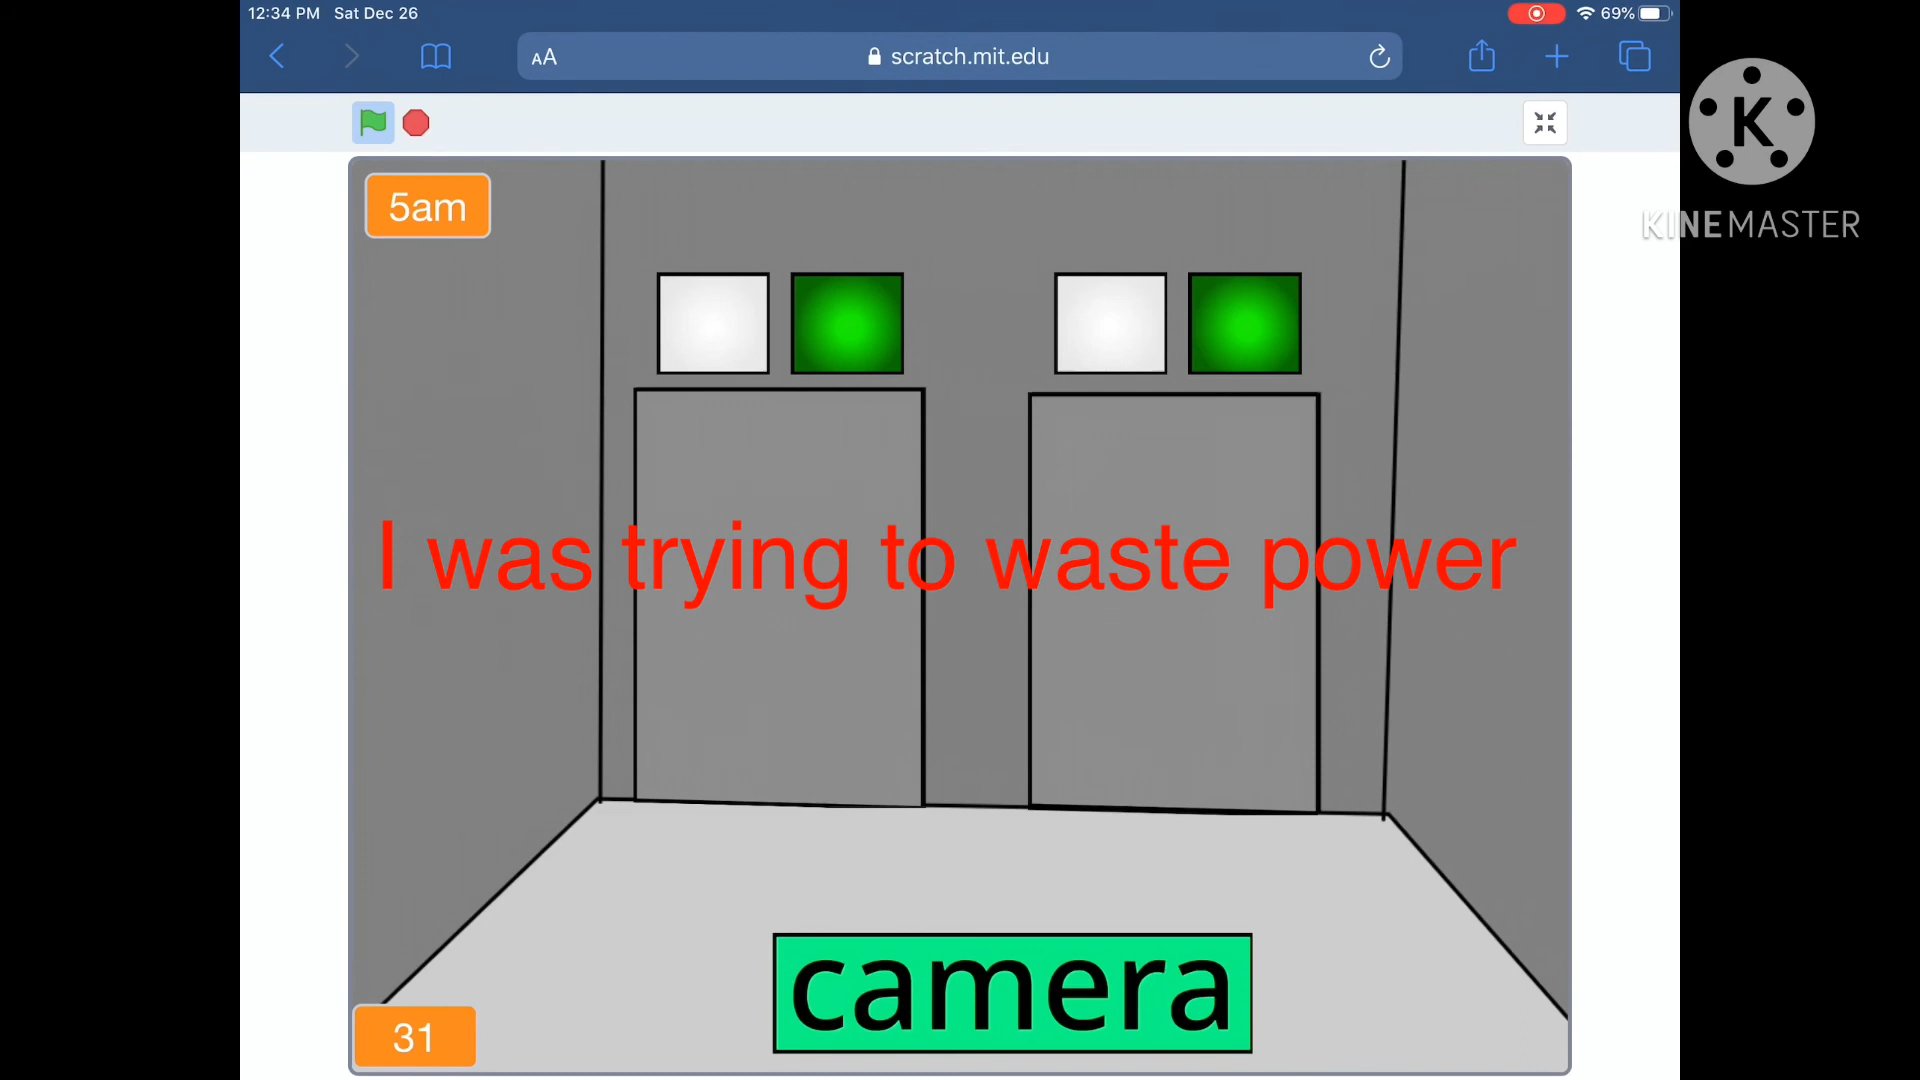 12:34 PM Sat Dec 26
69%
AA
scratch.mit.edu
K
KINEMASTER
5am
I was trying to waste power
camera
31